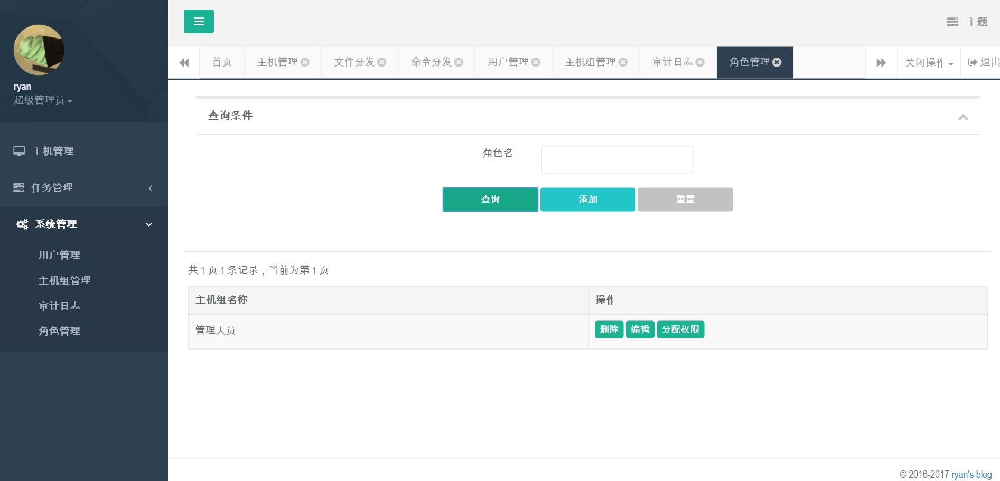 ryan
超级管理员
主机管理
任务管理
系统管理
用户管理
主机组管理
审计日志
角色管理
主题
首页 主机管理 文件分发 命令分发 用户管理 主机组管理 审计日志 角色管理 关闭操作 退出
查询条件
角色名
查询 添加 重置
共 1 页 1 条记录，当前为第 1 页
主机组名称 操作
管理人员 删除 编辑 分配权限
© 2016-2017 ryan's blog